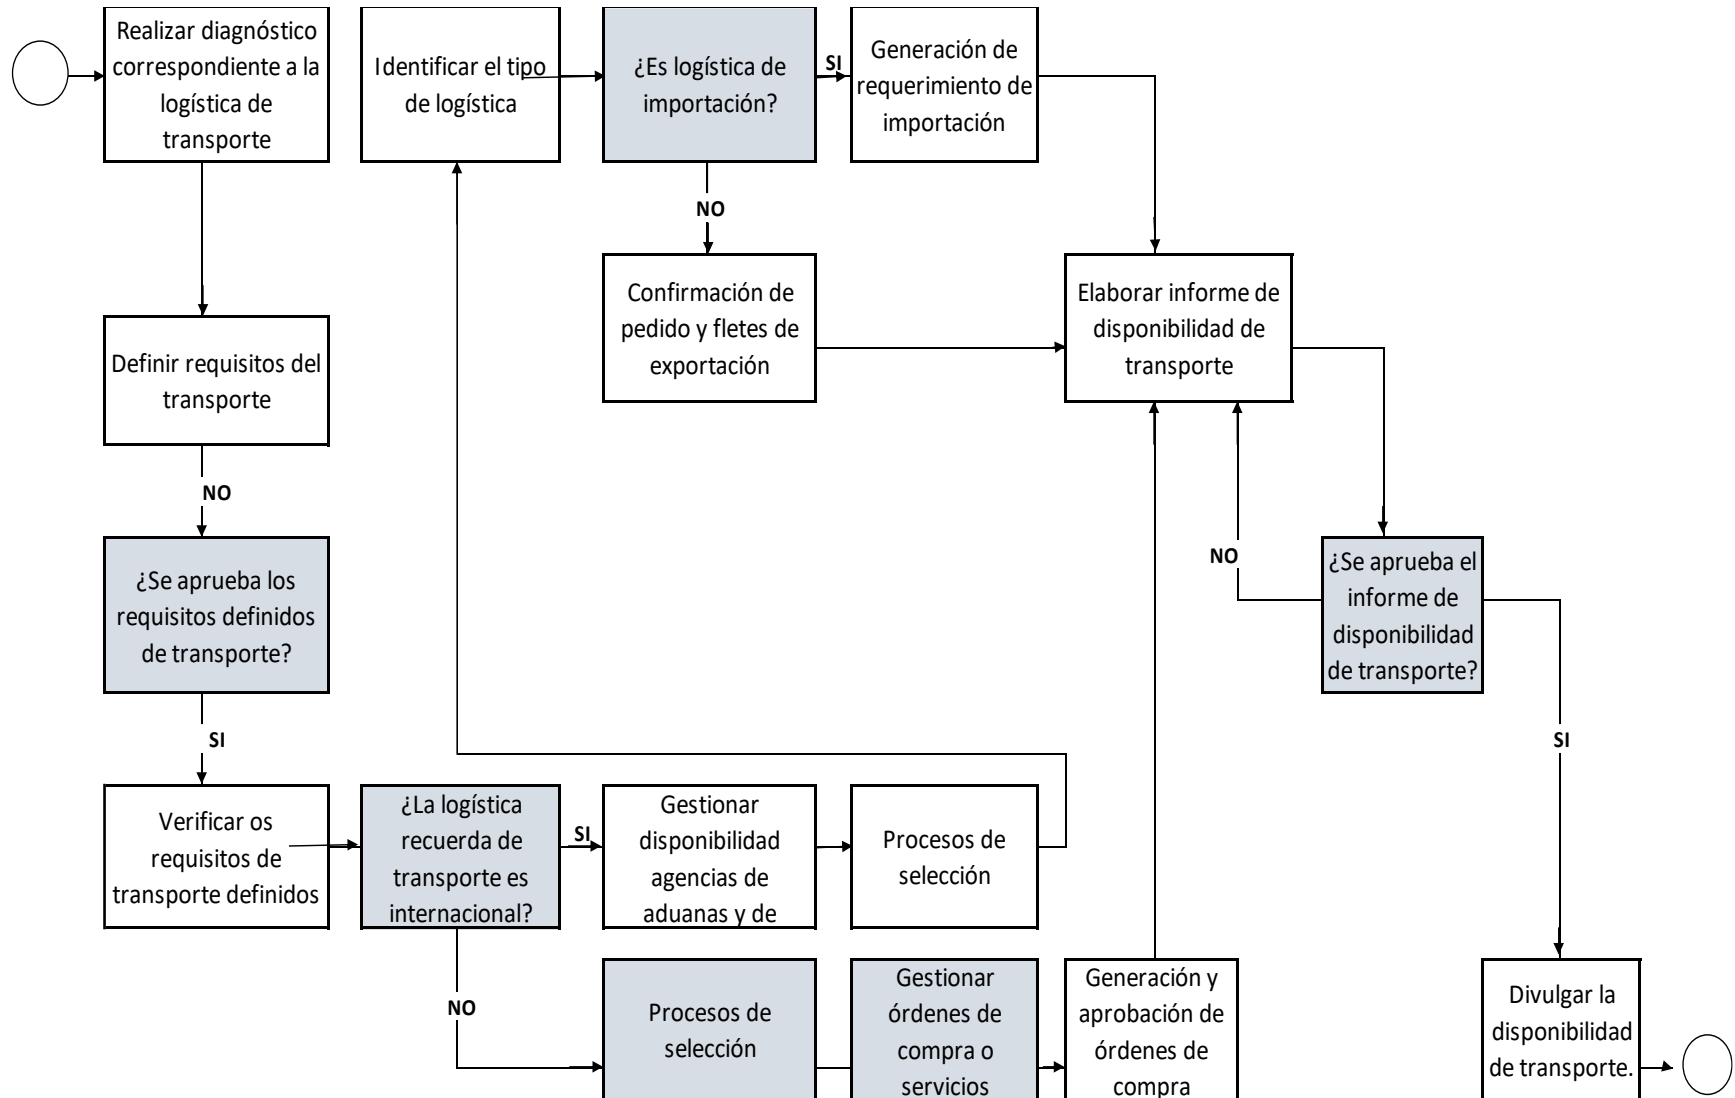 Realizar diagnóstico
correspondiente a la
logística de
transporte
Identificar el tipo
de logística
¿Es logística de
importación?
SI
Generación de
requerimiento de
importación
NO
Confirmación de
pedido y fletes de
exportación
Elaborar informe de
disponibilidad de
transporte
Definir requisitos del
transporte
NO
¿Se aprueba los
requisitos definidos
de transporte?
NO
¿Se aprueba el
informe de
disponibilidad
de transporte?
SI
SI
Verificar os
requisitos de
transporte definidos
¿La logística
recuerda de
transporte es
internacional?
SI
Gestionar
disponibilidad
agencias de
aduanas y de
Procesos de
selección
NO
Procesos de
selección
Gestionar
órdenes de
compra o
servicios
Generación y
aprobación de
órdenes de
compra
Divulgar la
disponibilidad
de transporte.